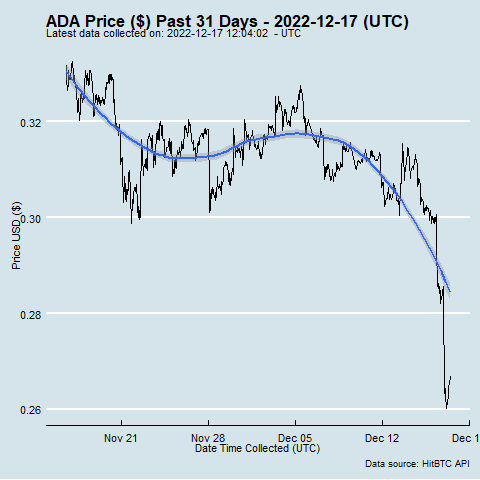 ADA Price ($) Past 31 Days - 2022-12-17 (UTC)
Latest data collected on: 2022-12-17 12:04:02 - UTC
0.32
0.30
0.28
0.26
Price USD ($)
Nov 21 Nov 28 Dec 05 Dec 12 Dec 1
Date Time Collected (UTC)
Data source: HitBTC API